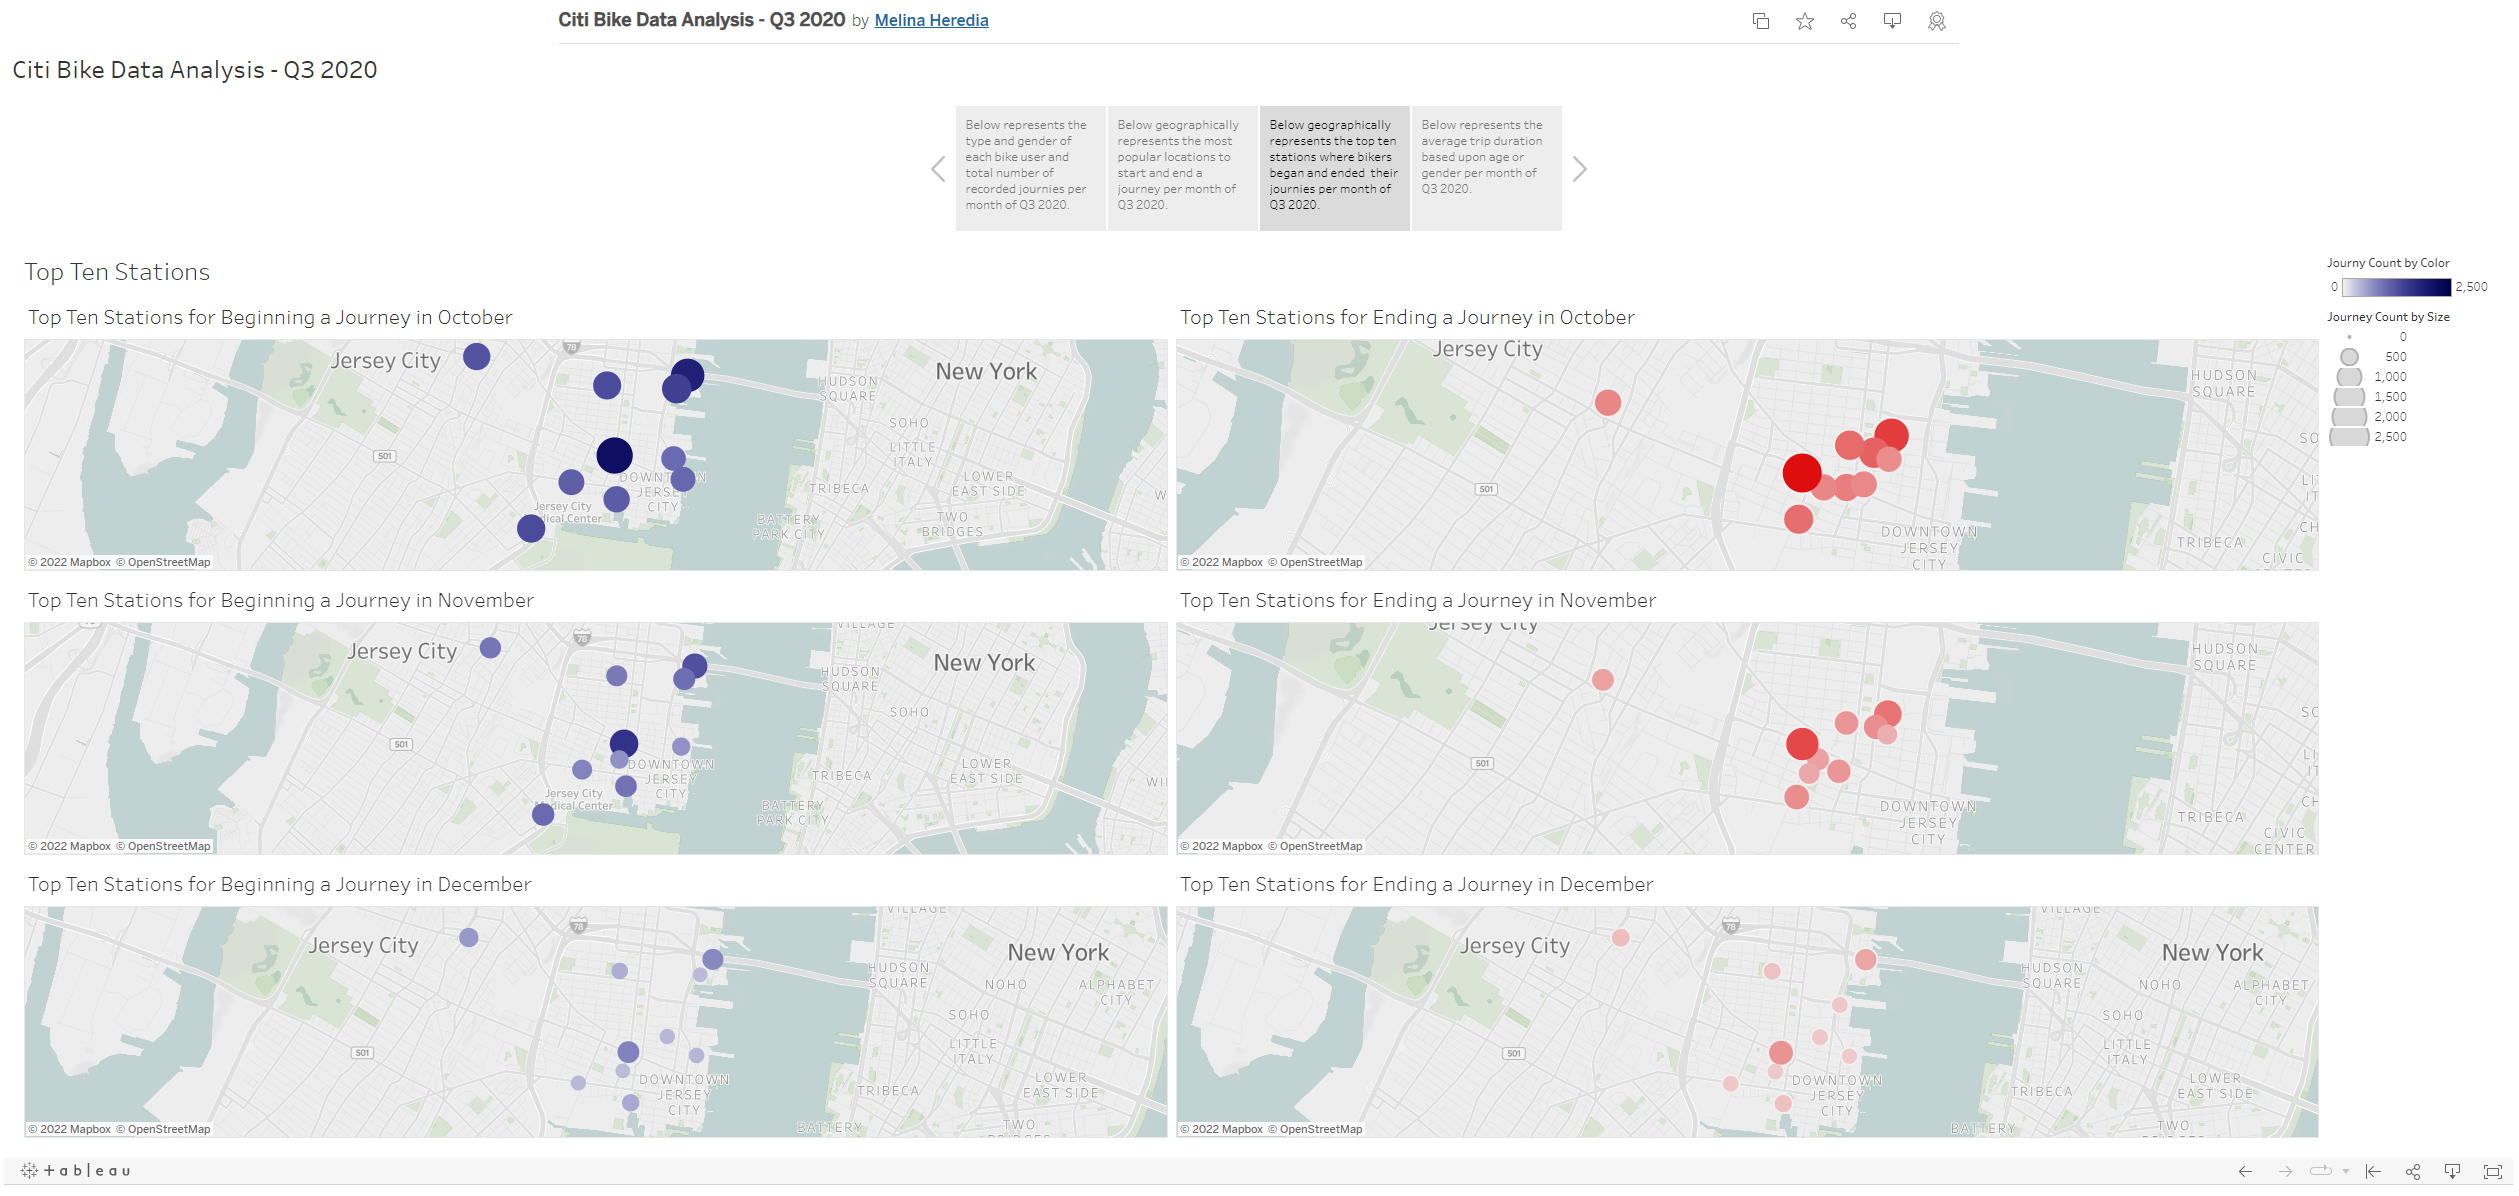 Citi Bike Data Analysis - Q3 2020 by Melina Heredia
Citi Bike Data Analysis - Q3 2020
Below represents the
type and gender of
each bike user and
total number of
recorded journies per
month of Q3 2020.
Below geographically
represents the most
popular locations to
start and end a
journey per month of
Q3 2020.
Below geographically
represents the top ten
stations where bikers
began and ended their
journies per month of
Q3 2020.
Below represents the
average trip duration
based upon age or
gender per month of
Q3 2020.
Top Ten Stations
Journy Count by Color
0 2,500
Journey Count by Size
0
500
1,000
1,500
2,000
2,500
Top Ten Stations for Beginning a Journey in October
Jersey City
78
New York
HUDSON
SQUARE
SOHO
LITTLE
ITALY
501
LOWER
EAST SIDE
TRIBECA
DOWNTOWN
JERSEY
CITY
Jersey City
Medical Center
BATTERY
PARK CITY
TWO
BRIDGES
W
© 2022 Mapbox © OpenStreetMap
Top Ten Stations for Ending a Journey in October
Jersey City
HUDSON
SQUARE
SO
501
LIT
IT
CH
DOWNTOWN
JERSEY
CITY
TRIBECA
CIVIC
© 2022 Mapbox © OpenStreetMap
Top Ten Stations for Beginning a Journey in November
VILLAGE
Jersey City
78
New York
HUDSON
SQUARE
SOHO
501
DOWNTOWN
JERSEY
CITY
TRIBECA
LOWER
EAST SIDE
WI
Jersey City
Medical Center
BATTERY
PARK CITY
© 2022 Mapbox © OpenStreetMap
Top Ten Stations for Ending a Journey in November
Jersey City
HUDSON
SQUARE
SO
501
LI
IT
CH
DOWNTOWN
JERSEY
CITY
TRIBECA
CIVIC
CENTER
© 2022 Mapbox © OpenStreetMap
Top Ten Stations for Beginning a Journey in December
VILLAGE
78
Jersey City
New York
HUDSON
SQUARE
NOHO
ALPHABET
CITY
SOHO
LITTLE
ITALY
501
DOWNTOWN
JERSEY
CITY
TRIBECA
LOWER
EAST SIDE
BATTERY
TWO
© 2022 Mapbox © OpenStreetMap
Top Ten Stations for Ending a Journey in December
VILLAGE
78
Jersey City
New York
HUDSON
SQUARE
NOHO
ALPHABET
CITY
SOHO
LITTLE
ITALY
501
DOWNTOWN
JERSEY
CITY
TRIBECA
LOWER
EAST SIDE
BATTERY
TWO
© 2022 Mapbox © OpenStreetMap
+ableau